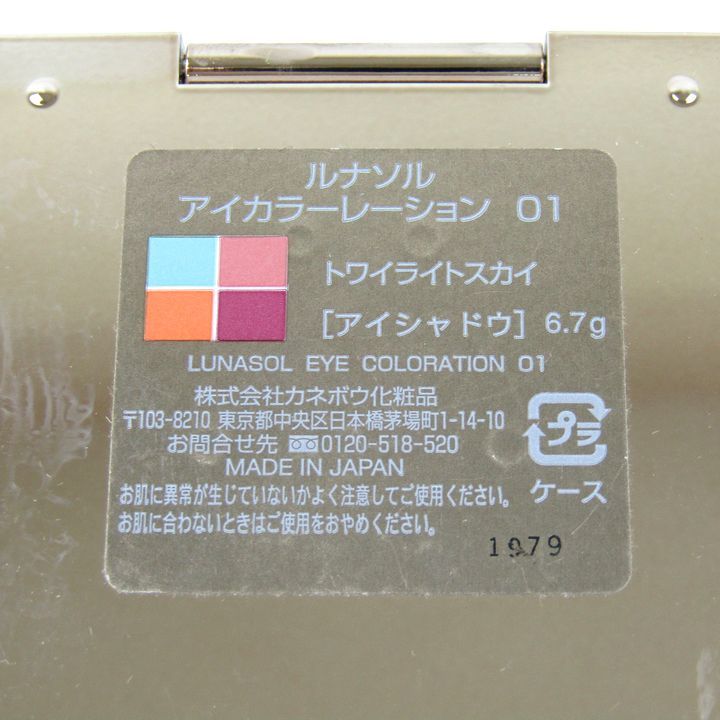 ルナソル
アイカラーレーション 01
トワイライトスカイ
[アイシャドウ] 6.7g
LUNASOL EYE COLORATION 01
株式会社カネボウ化粧品
〒103-8210 東京都中央区日本橋茅場町1-14-10
お問合せ先 0120-518-520
MADE IN JAPAN
プラ
ケース
お肌に異常が生じていないかよく注意してご使用ください。
お肌に合わないときはご使用をおやめください。
1979